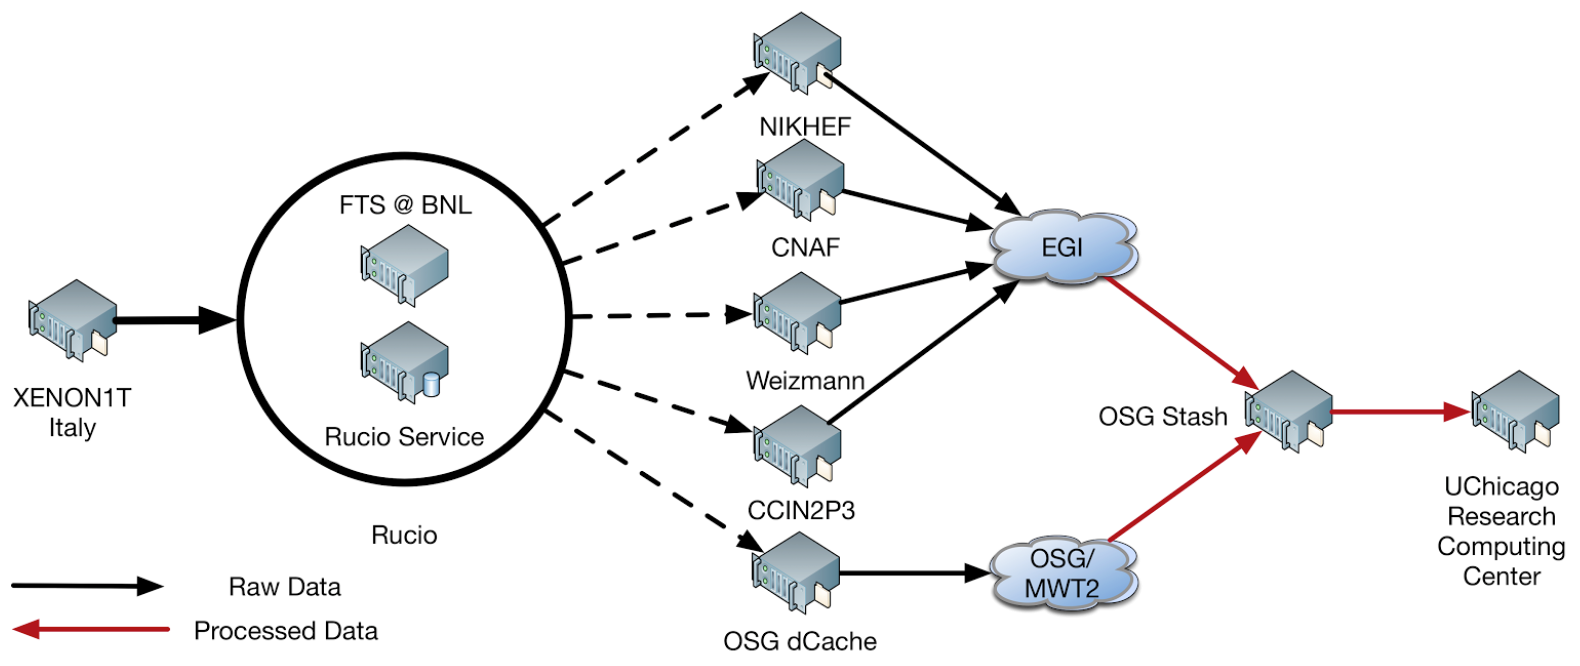 NIKHEF
FTS @ BNL
CNAF
EGI
XENON1T
Italy
Weizmann
OSG Stash
Rucio Service
UChicago
Research
Computing
Center
CCIN2P3
Rucio
OSG/
MWT2
Raw Data
Processed Data
OSG dCache